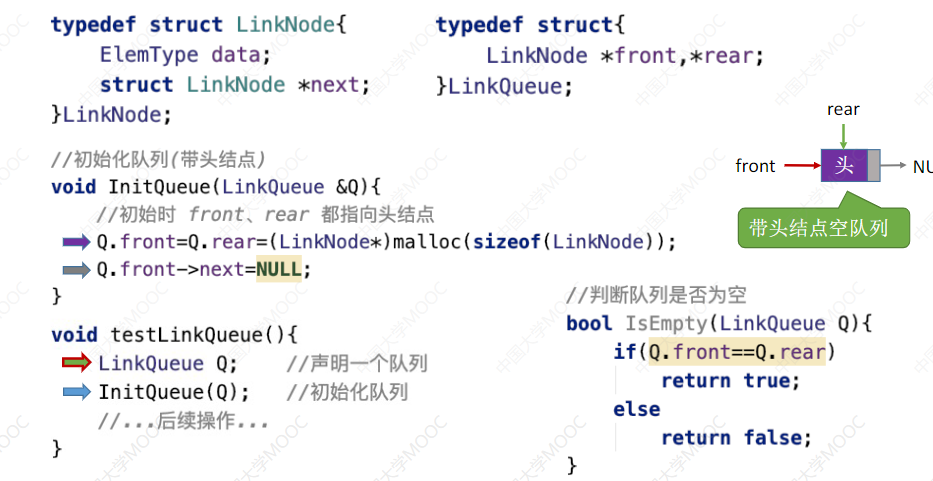 typedef struct LinkNode{
    ElemType data;
    struct LinkNode *next;
}LinkNode;
typedef struct{
    LinkNode *front,*rear;
}LinkQueue;
rear
front
头
NU
带头结点空队列
//初始化队列(带头结点)
void InitQueue(LinkQueue &Q){
    //初始时 front、rear 都指向头结点
    Q.front=Q.rear=(LinkNode*)malloc(sizeof(LinkNode));
    Q.front->next=NULL;
}
void testLinkQueue(){
    LinkQueue Q;    //声明一个队列
    InitQueue(Q);   //初始化队列
    //...后续操作...
}
//判断队列是否为空
bool IsEmpty(LinkQueue Q){
    if(Q.front==Q.rear)
        return true;
    else
        return false;
}
中国大学MOOC